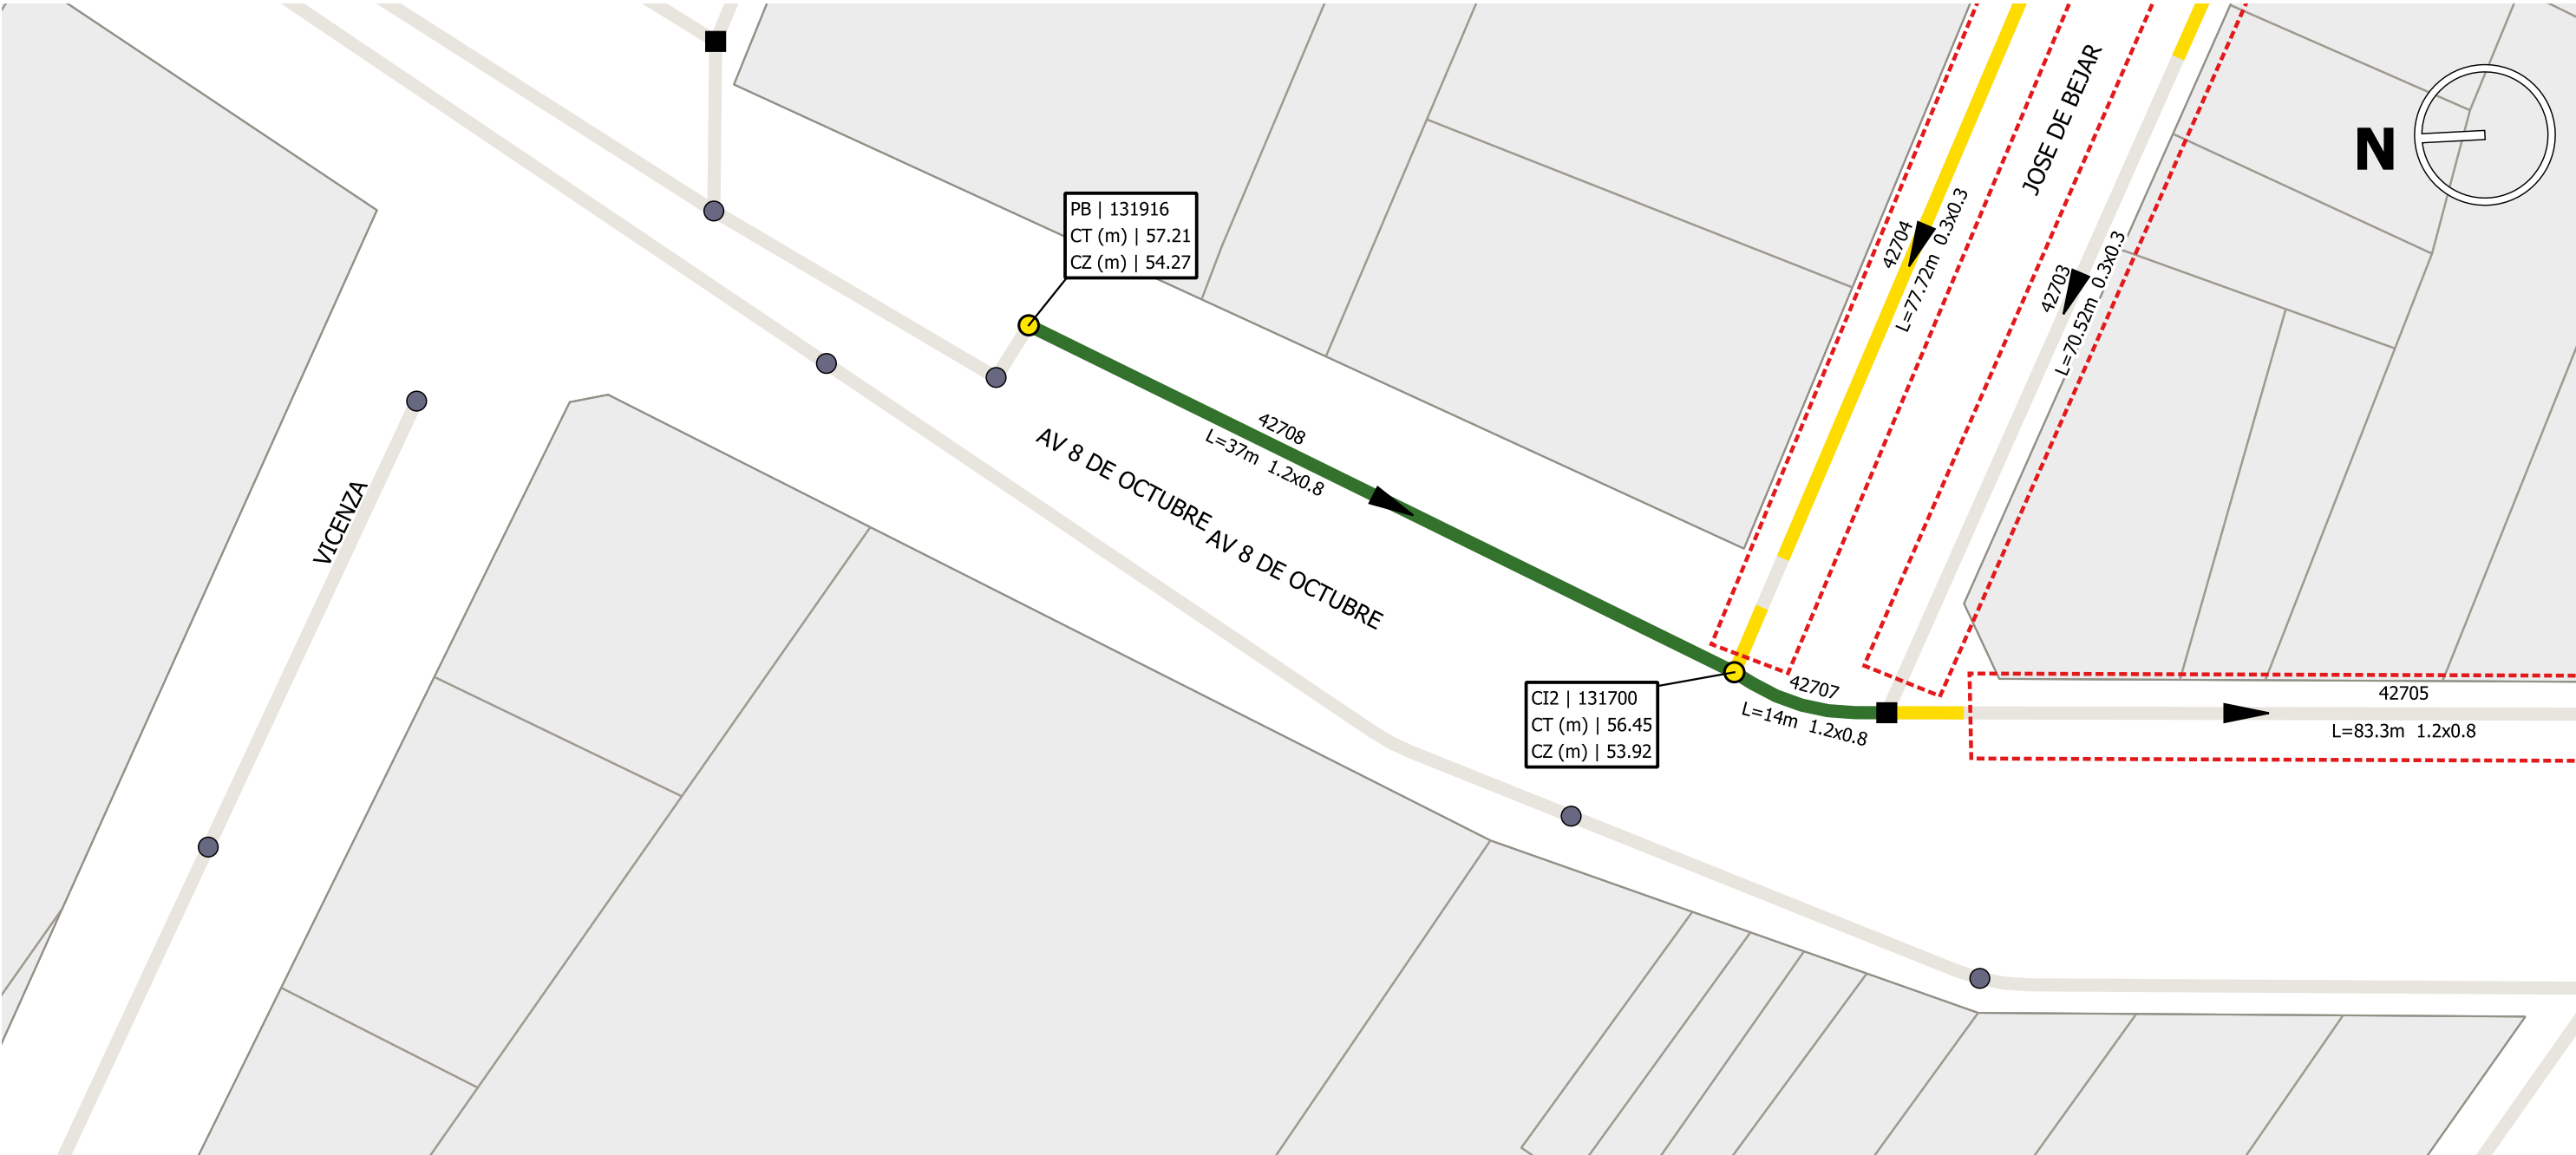 JOSE DE BEJAR
N
PB | 131916
CT (m) | 57.21
CZ (m) | 54.27
42704
L=77.72m 0.3x0.3
42703
L=70.52m 0.3x0.3
42708
L=37m 1.2x0.8
AV 8 DE OCTUBRE
AV 8 DE OCTUBRE
VICENZA
CI2 | 131700
CT (m) | 56.45
CZ (m) | 53.92
42707
L=14m 1.2x0.8
42705
L=83.3m 1.2x0.8